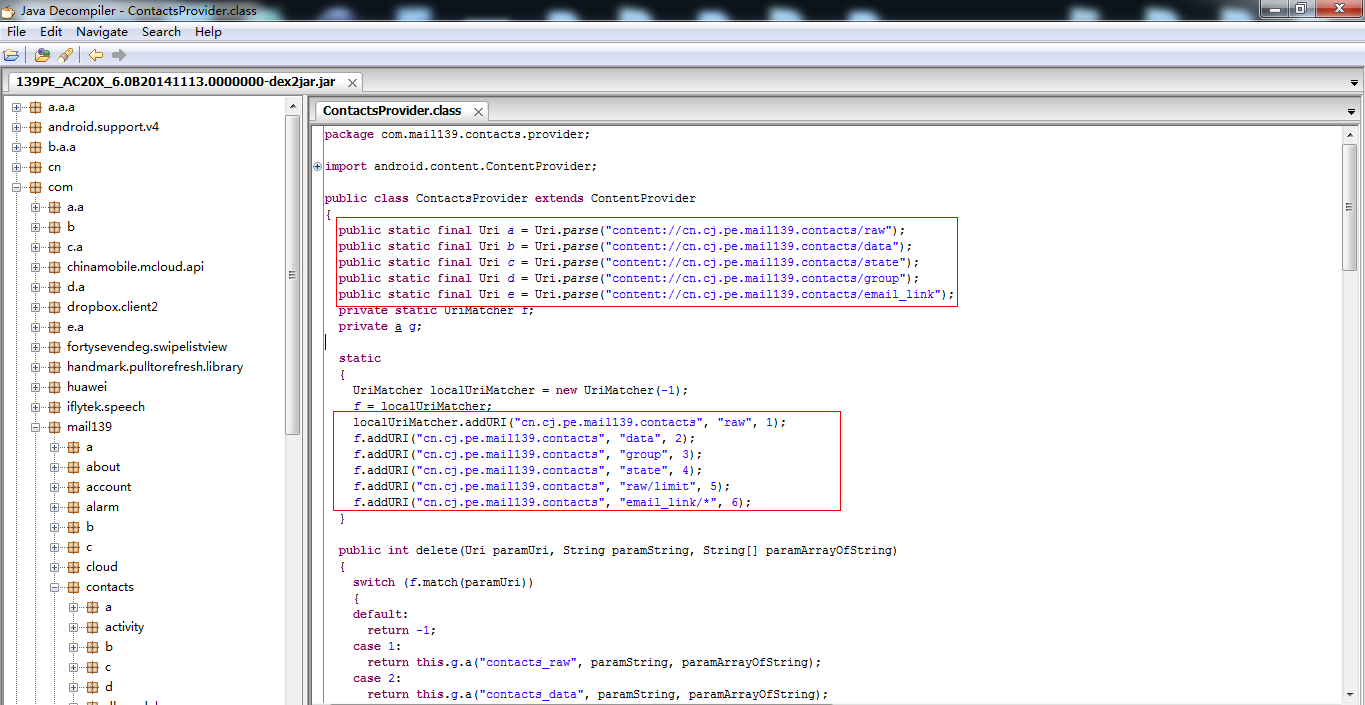 Java Decompiler - ContactsProvider.class
File Edit Navigate Search Help
139PE_AC20X_6.0B20141113.0000000-dex2jar.jar
a.a.a
android.support.v4
b.a.a
cn
com
a.a
b
c.a
chinamobile.mcloud.api
d.a
dropbox.client2
e.a
fortysevendeg.swipelistview
handmark.pulltorefresh.library
huawei
iflytek.speech
mail139
a
about
account
alarm
b
c
cloud
contacts
a
activity
b
c
d
ContactsProvider.class
package com.mail139.contacts.provider;
import android.content.ContentProvider;
public class ContactsProvider extends ContentProvider
{
public static final Uri a = Uri.parse("content://cn.cj.pe.mail139.contacts/raw");
public static final Uri b = Uri.parse("content://cn.cj.pe.mail139.contacts/data");
public static final Uri c = Uri.parse("content://cn.cj.pe.mail139.contacts/state");
public static final Uri d = Uri.parse("content://cn.cj.pe.mail139.contacts/group");
public static final Uri e = Uri.parse("content://cn.cj.pe.mail139.contacts/email_link");
private static UriMatcher f;
private a g;
static
{
UriMatcher localUriMatcher = new UriMatcher(-1);
f = localUriMatcher;
localUriMatcher.addURI("cn.cj.pe.mail139.contacts", "raw", 1);
f.addURI("cn.cj.pe.mail139.contacts", "data", 2);
f.addURI("cn.cj.pe.mail139.contacts", "group", 3);
f.addURI("cn.cj.pe.mail139.contacts", "state", 4);
f.addURI("cn.cj.pe.mail139.contacts", "raw/limit", 5);
f.addURI("cn.cj.pe.mail139.contacts", "email_link/*", 6);
}
public int delete(Uri paramUri, String paramString, String[] paramArrayOfString)
{
switch (f.match(paramUri))
{
default:
return -1;
case 1:
return this.g.a("contacts_raw", paramString, paramArrayOfString);
case 2:
return this.g.a("contacts_data", paramString, paramArrayOfString);